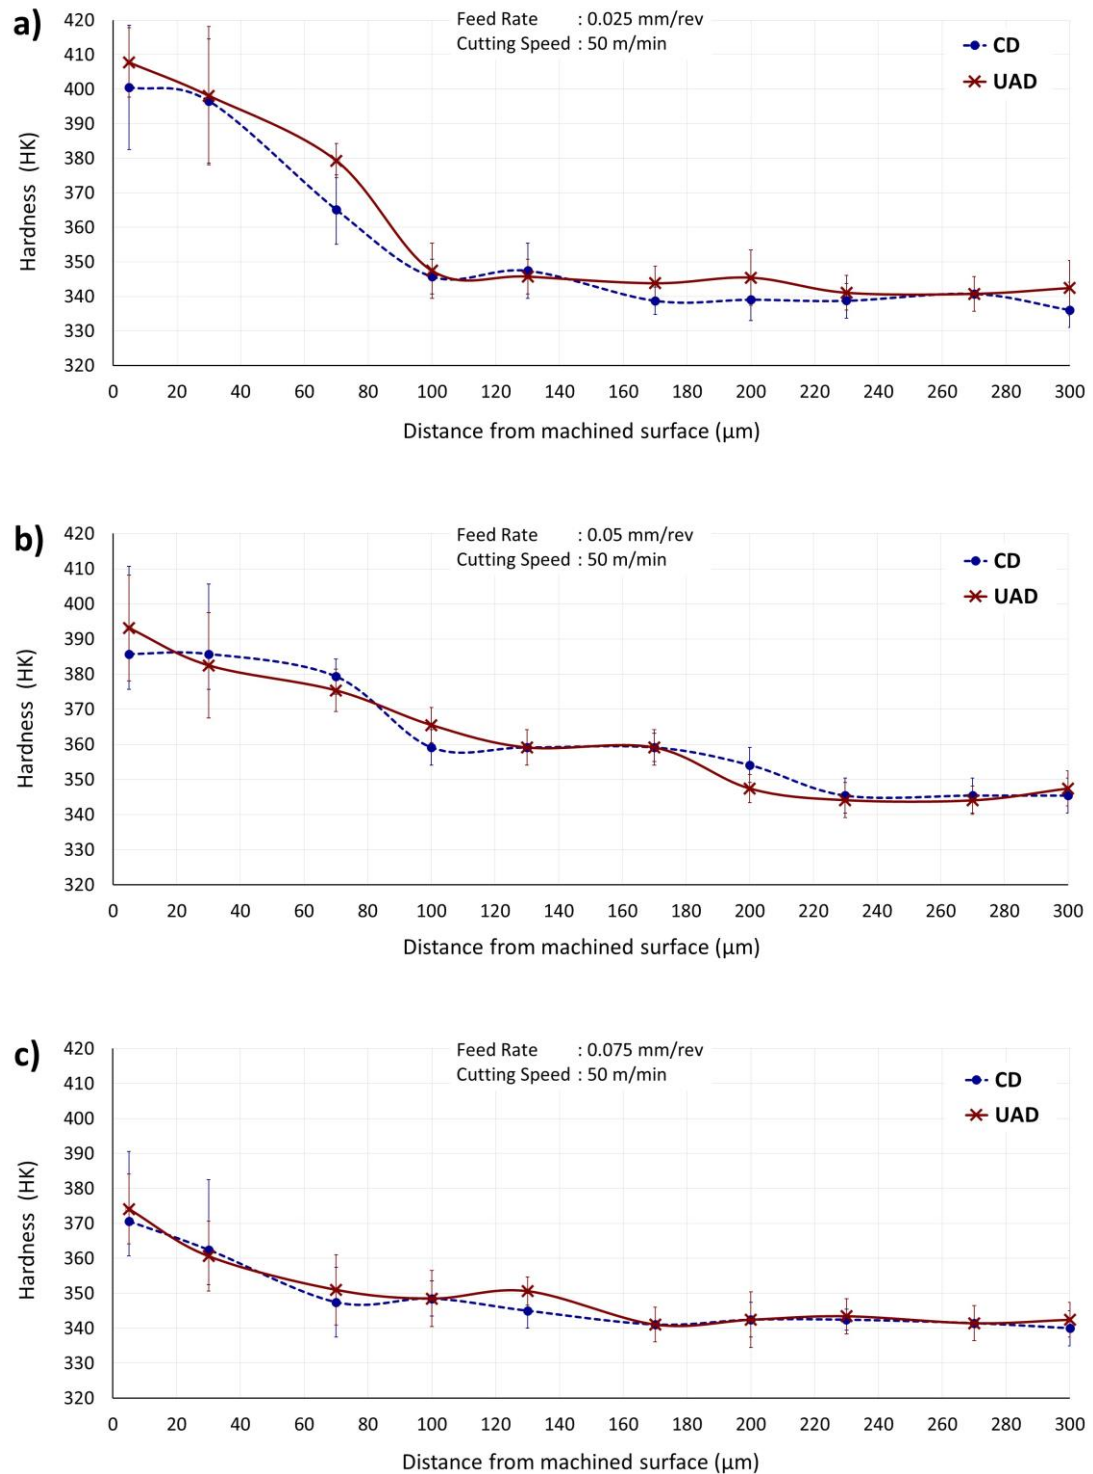 a)
Feed Rate : 0.025 mm/rev
Cutting Speed : 50 m/min
CD
UAD
Hardness (HK)
420
410
400
390
380
370
360
350
340
330
320
0 20 40 60 80 100 120 140 160 180 200 220 240 260 280 300
Distance from machined surface (µm)
b)
Feed Rate : 0.05 mm/rev
Cutting Speed : 50 m/min
CD
UAD
Hardness (HK)
420
410
400
390
380
370
360
350
340
330
320
0 20 40 60 80 100 120 140 160 180 200 220 240 260 280 300
Distance from machined surface (µm)
c)
Feed Rate : 0.075 mm/rev
Cutting Speed : 50 m/min
CD
UAD
Hardness (HK)
420
410
400
390
380
370
360
350
340
330
320
0 20 40 60 80 100 120 140 160 180 200 220 240 260 280 300
Distance from machined surface (µm)